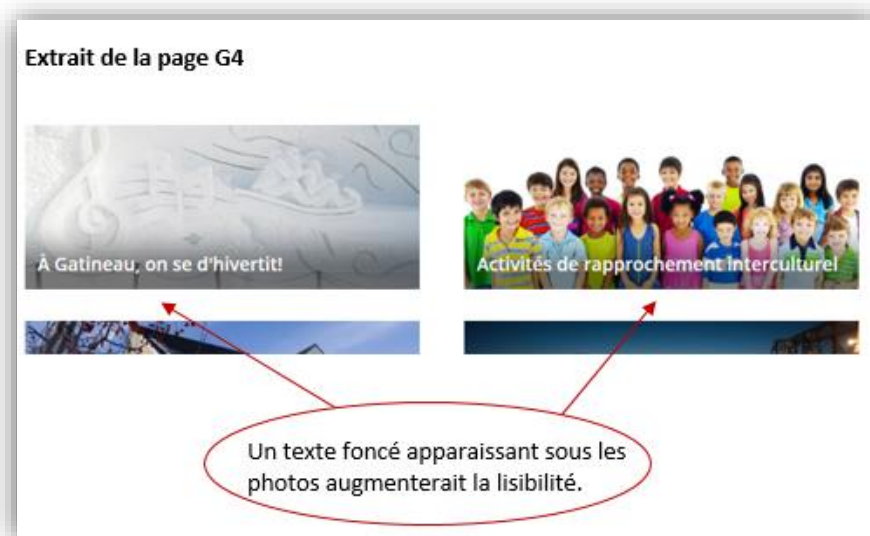 Extrait de la page G4
À Gatineau, on se d'hivertit!
Activités de rapprochement interculturel
Un texte foncé apparaissant sous les
photos augmenterait la lisibilité.